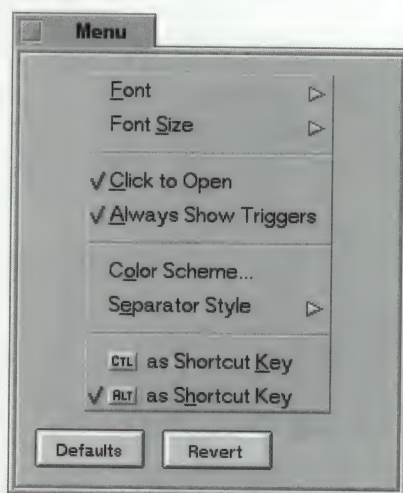 Menu
Font
Font Size
√ Click to Open
√ Always Show Triggers
Color Scheme...
Separator Style
CTL as Shortcut Key
√ ALT as Shortcut Key
Defaults Revert